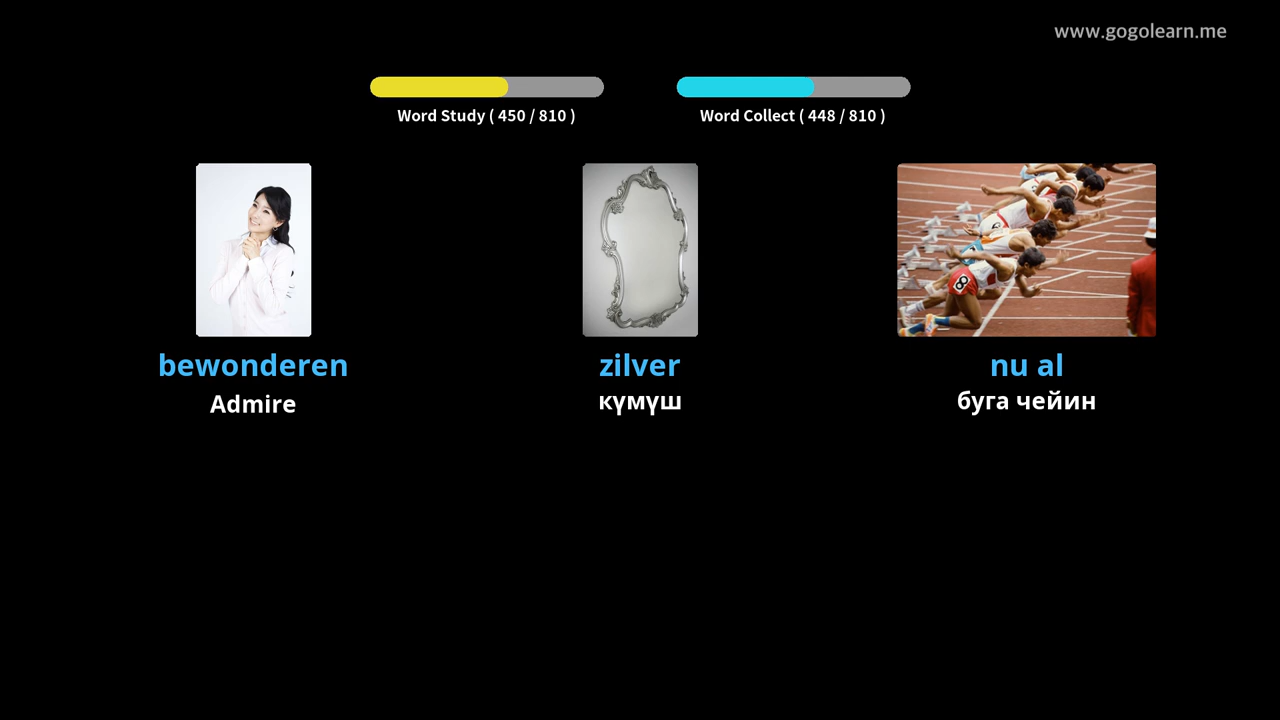 www.gogolearn.me
Word Study ( 450 / 810 )
Word Collect ( 448 / 810 )
bewonderen
Admire
zilver
күмүш
nu al
буга чейин
8